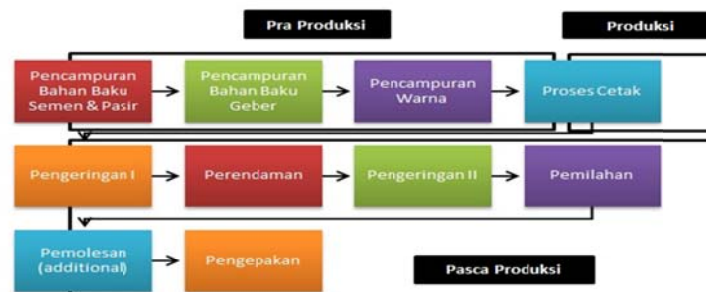 Pra Produksi
Produksi
Pencampuran
Bahan Baku
Semen & Pasir
Pencampuran
Bahan Baku
Geber
Pencampuran
Warna
Proses Cetak
Pengeringan I
Perendaman
Pengeringan II
Pemilahan
Pemolesan
(additional)
Pengepakan
Pasca Produksi